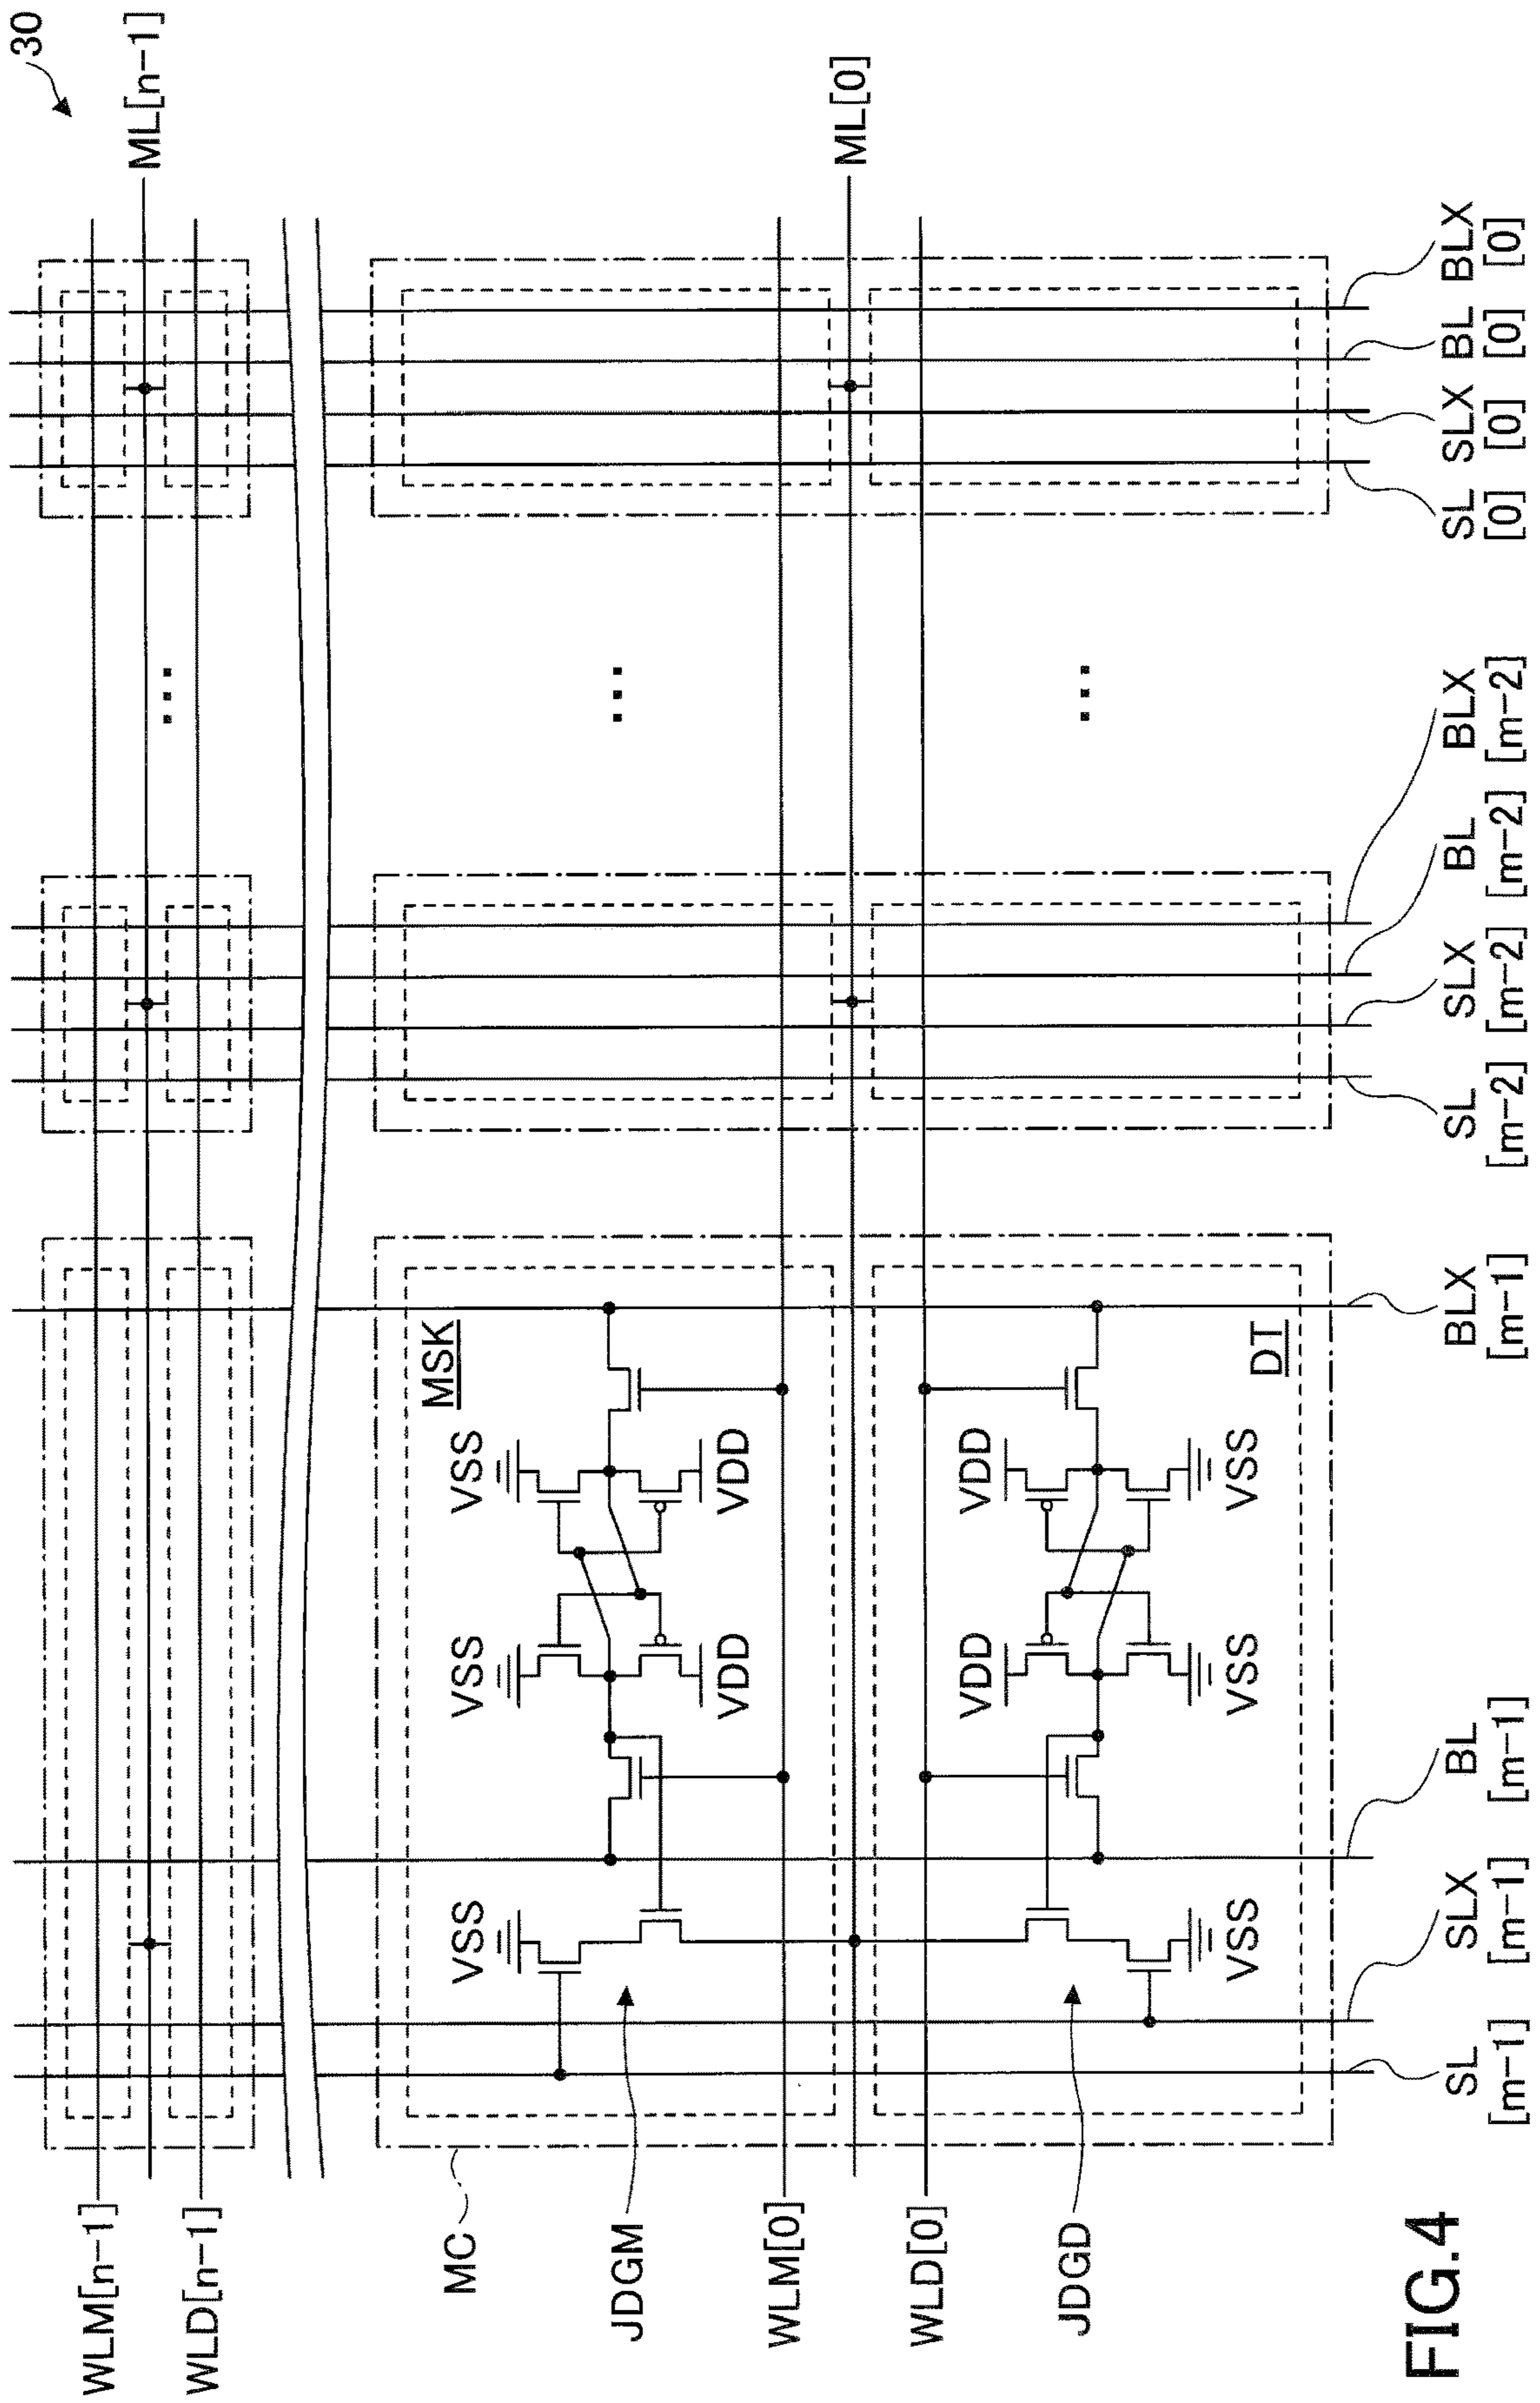 FIG.4
30
WLM[n-1]
ML[n-1]
WLD[n-1]
MC
MSK
VSS
VSS
VSS
JDGM
VDD
VDD
WLM[0]
ML[0]
WLD[0]
VDD
VDD
JDGD
VSS
VSS
VSS
DT
SL
[m-1]
SLX
[m-1]
BL
[m-1]
BLX
[m-1]
SL
[m-2]
SLX
[m-2]
BL
[m-2]
BLX
[m-2]
SL
[0]
SLX
[0]
BL
[0]
BLX
[0]
...
...
...